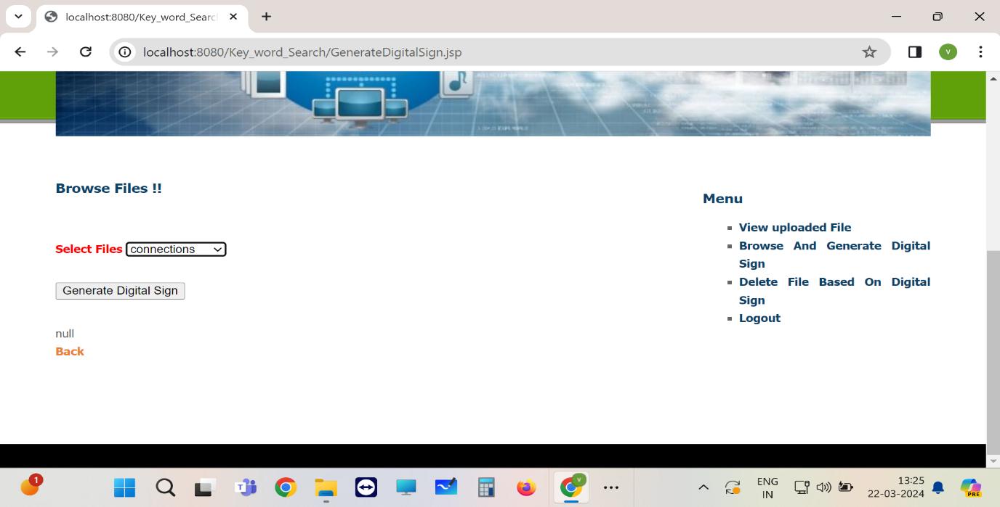 localhost:8080/Key_word_Searc
localhost:8080/Key_word_Search/GenerateDigitalSign.jsp
V
Browse Files !!
Select Files connections
Generate Digital Sign
null
Back
Menu
View uploaded File
Browse And Generate Digital
Sign
Delete File Based On Digital
Sign
Logout
1
T
V
ENG
IN
13:25
22-03-2024
PRE